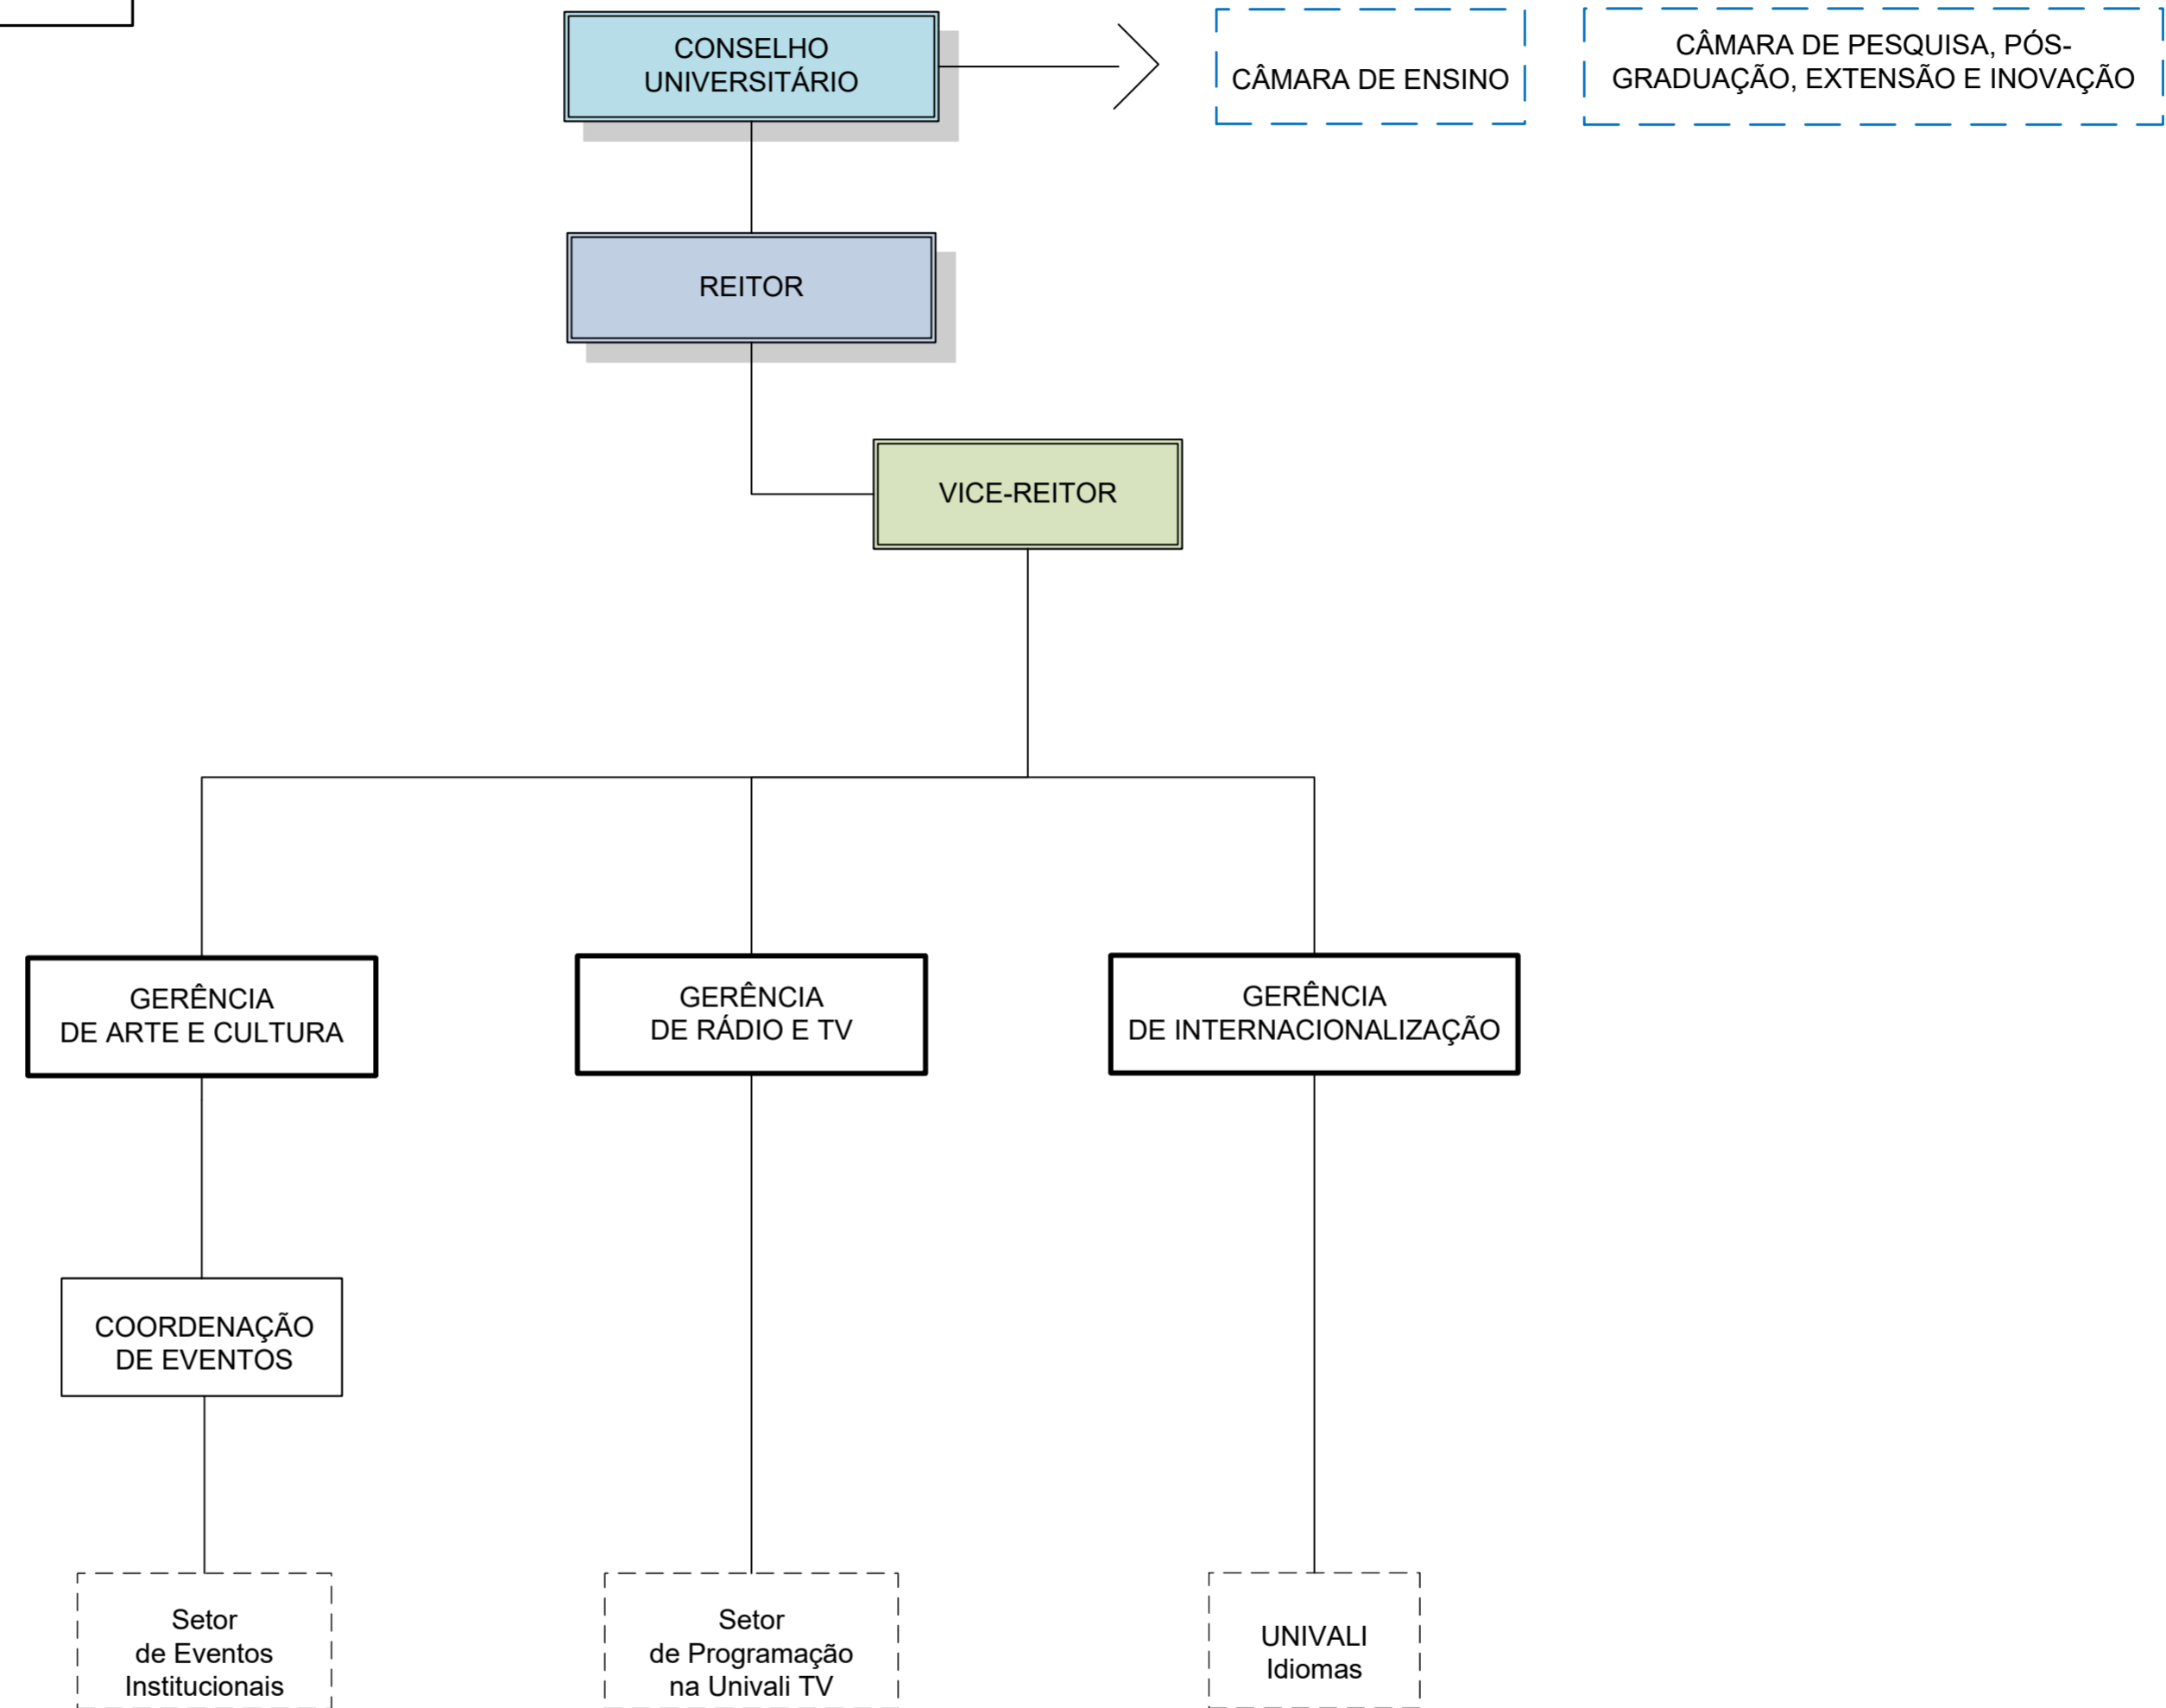 CONSELHO
UNIVERSITÁRIO
CÂMARA DE ENSINO
CÂMARA DE PESQUISA, PÓS-
GRADUAÇÃO, EXTENSÃO E INOVAÇÃO
REITOR
VICE-REITOR
GERÊNCIA
DE ARTE E CULTURA
GERÊNCIA
DE RÁDIO E TV
GERÊNCIA
DE INTERNACIONALIZAÇÃO
COORDENAÇÃO
DE EVENTOS
Setor
de Eventos
Institucionais
Setor
de Programação
na Univali TV
UNIVALI
Idiomas